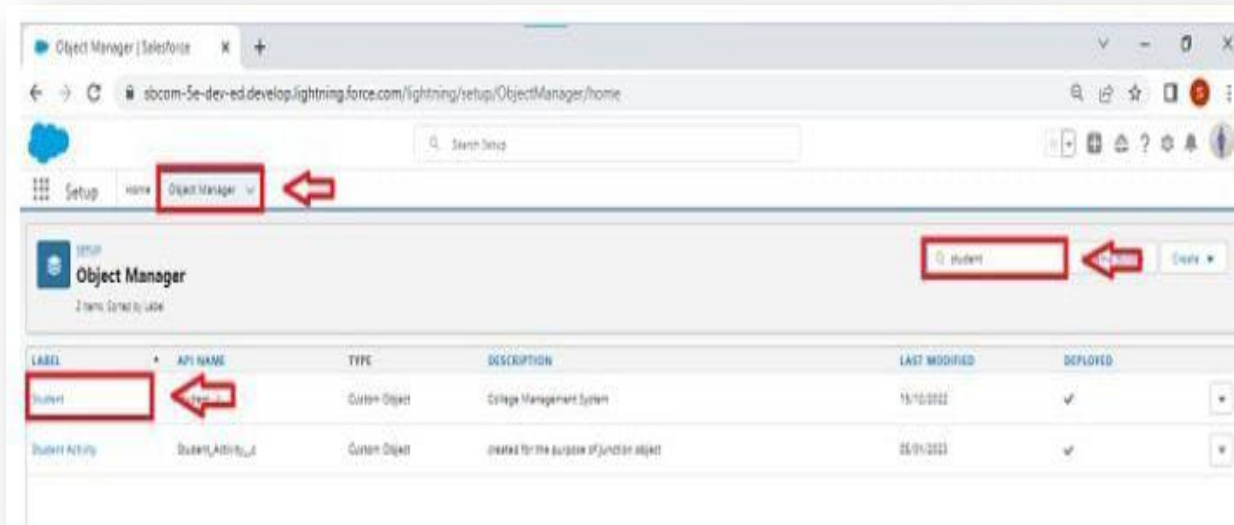 Object Manager | Salesforce
sbcom-5e-dev-ed.develop.lightning.force.com/lightning/setup/ObjectManager/home
Search Setup
Setup Home Object Manager
SETUP
Object Manager
2 Items, Sorted by Label
student
Create
LABEL API NAME TYPE DESCRIPTION LAST MODIFIED DEPLOYED
Student Custom Object College Management System 15/10/2022
Student Activity Student_Activity__c Custom Object created for the purpose of junction object 05/01/2023